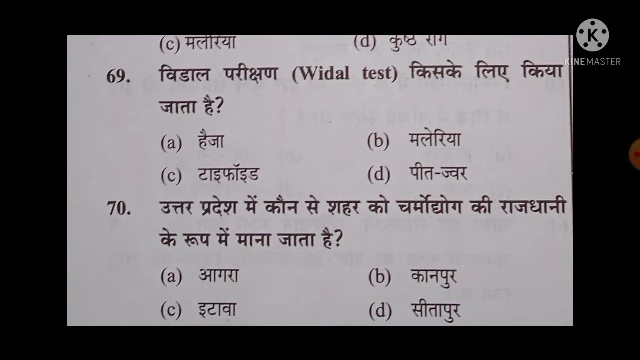 (c) मलेरिया (d) कुष्ठ रोग
69. विडाल परीक्षण (Widal test) किसके लिए किया
जाता है?
(a) हैजा (b) मलेरिया
(c) टाइफॉइड (d) पीत-ज्वर
70. उत्तर प्रदेश में कौन से शहर को चर्मोद्योग की राजधानी
के रूप में माना जाता है?
(a) आगरा (b) कानपुर
(c) इटावा (d) सीतापुर
KINEMASTER